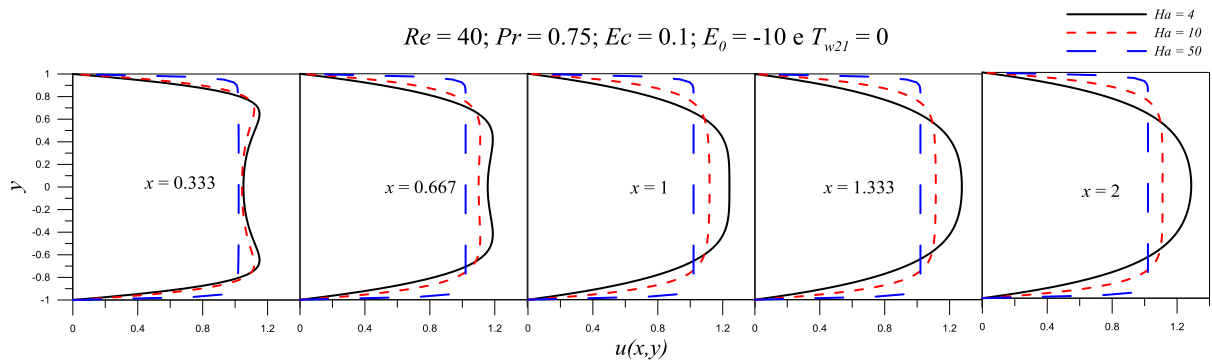 Ha = 4
Re = 40; Pr = 0.75; Ec = 0.1; E₀ = -10 e T_w21 = 0
Ha = 10
Ha = 50
y
1
0.8
0.6
0.4
0.2
0
-0.2
-0.4
-0.6
-0.8
-1
x = 0.333
x = 0.667
x = 1
x = 1.333
x = 2
0 0.4 0.8 1.2 0 0.4 0.8 1.2 0 0.4 0.8 1.2 0 0.4 0.8 1.2 0 0.4 0.8 1.2
u(x,y)